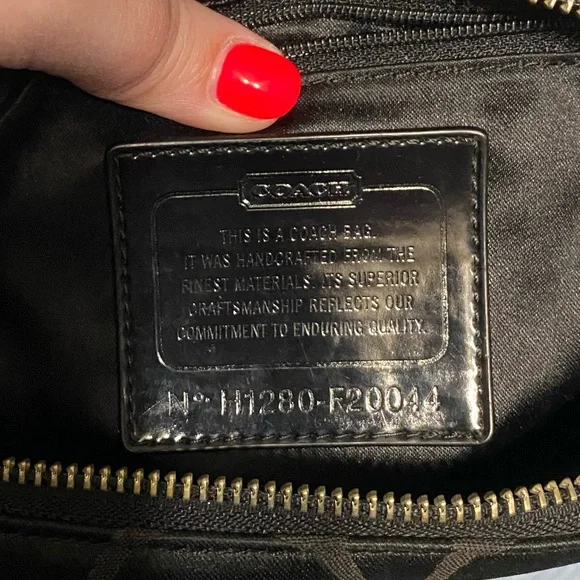 COACH
THIS IS A COACH BAG.
IT WAS HANDCRAFTED FROM THE
FINEST MATERIALS. ITS SUPERIOR
CRAFTSMANSHIP REFLECTS OUR
COMMITMENT TO ENDURING QUALITY.
Nº H1280-F20044